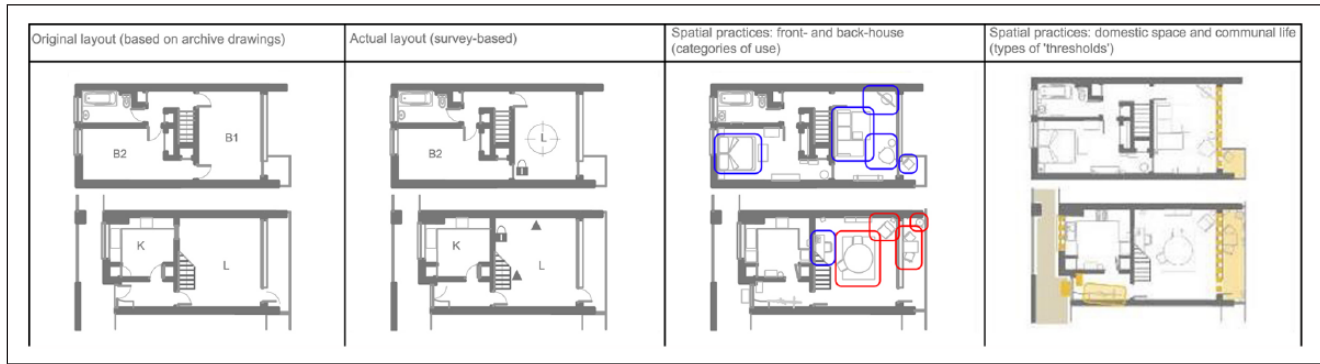 Original layout (based on archive drawings)
Actual layout (survey-based)
Spatial practices: front- and back-house
(categories of use)
Spatial practices: domestic space and communal life
(types of 'thresholds')
B1
B2
K
L
B2
L
K
L